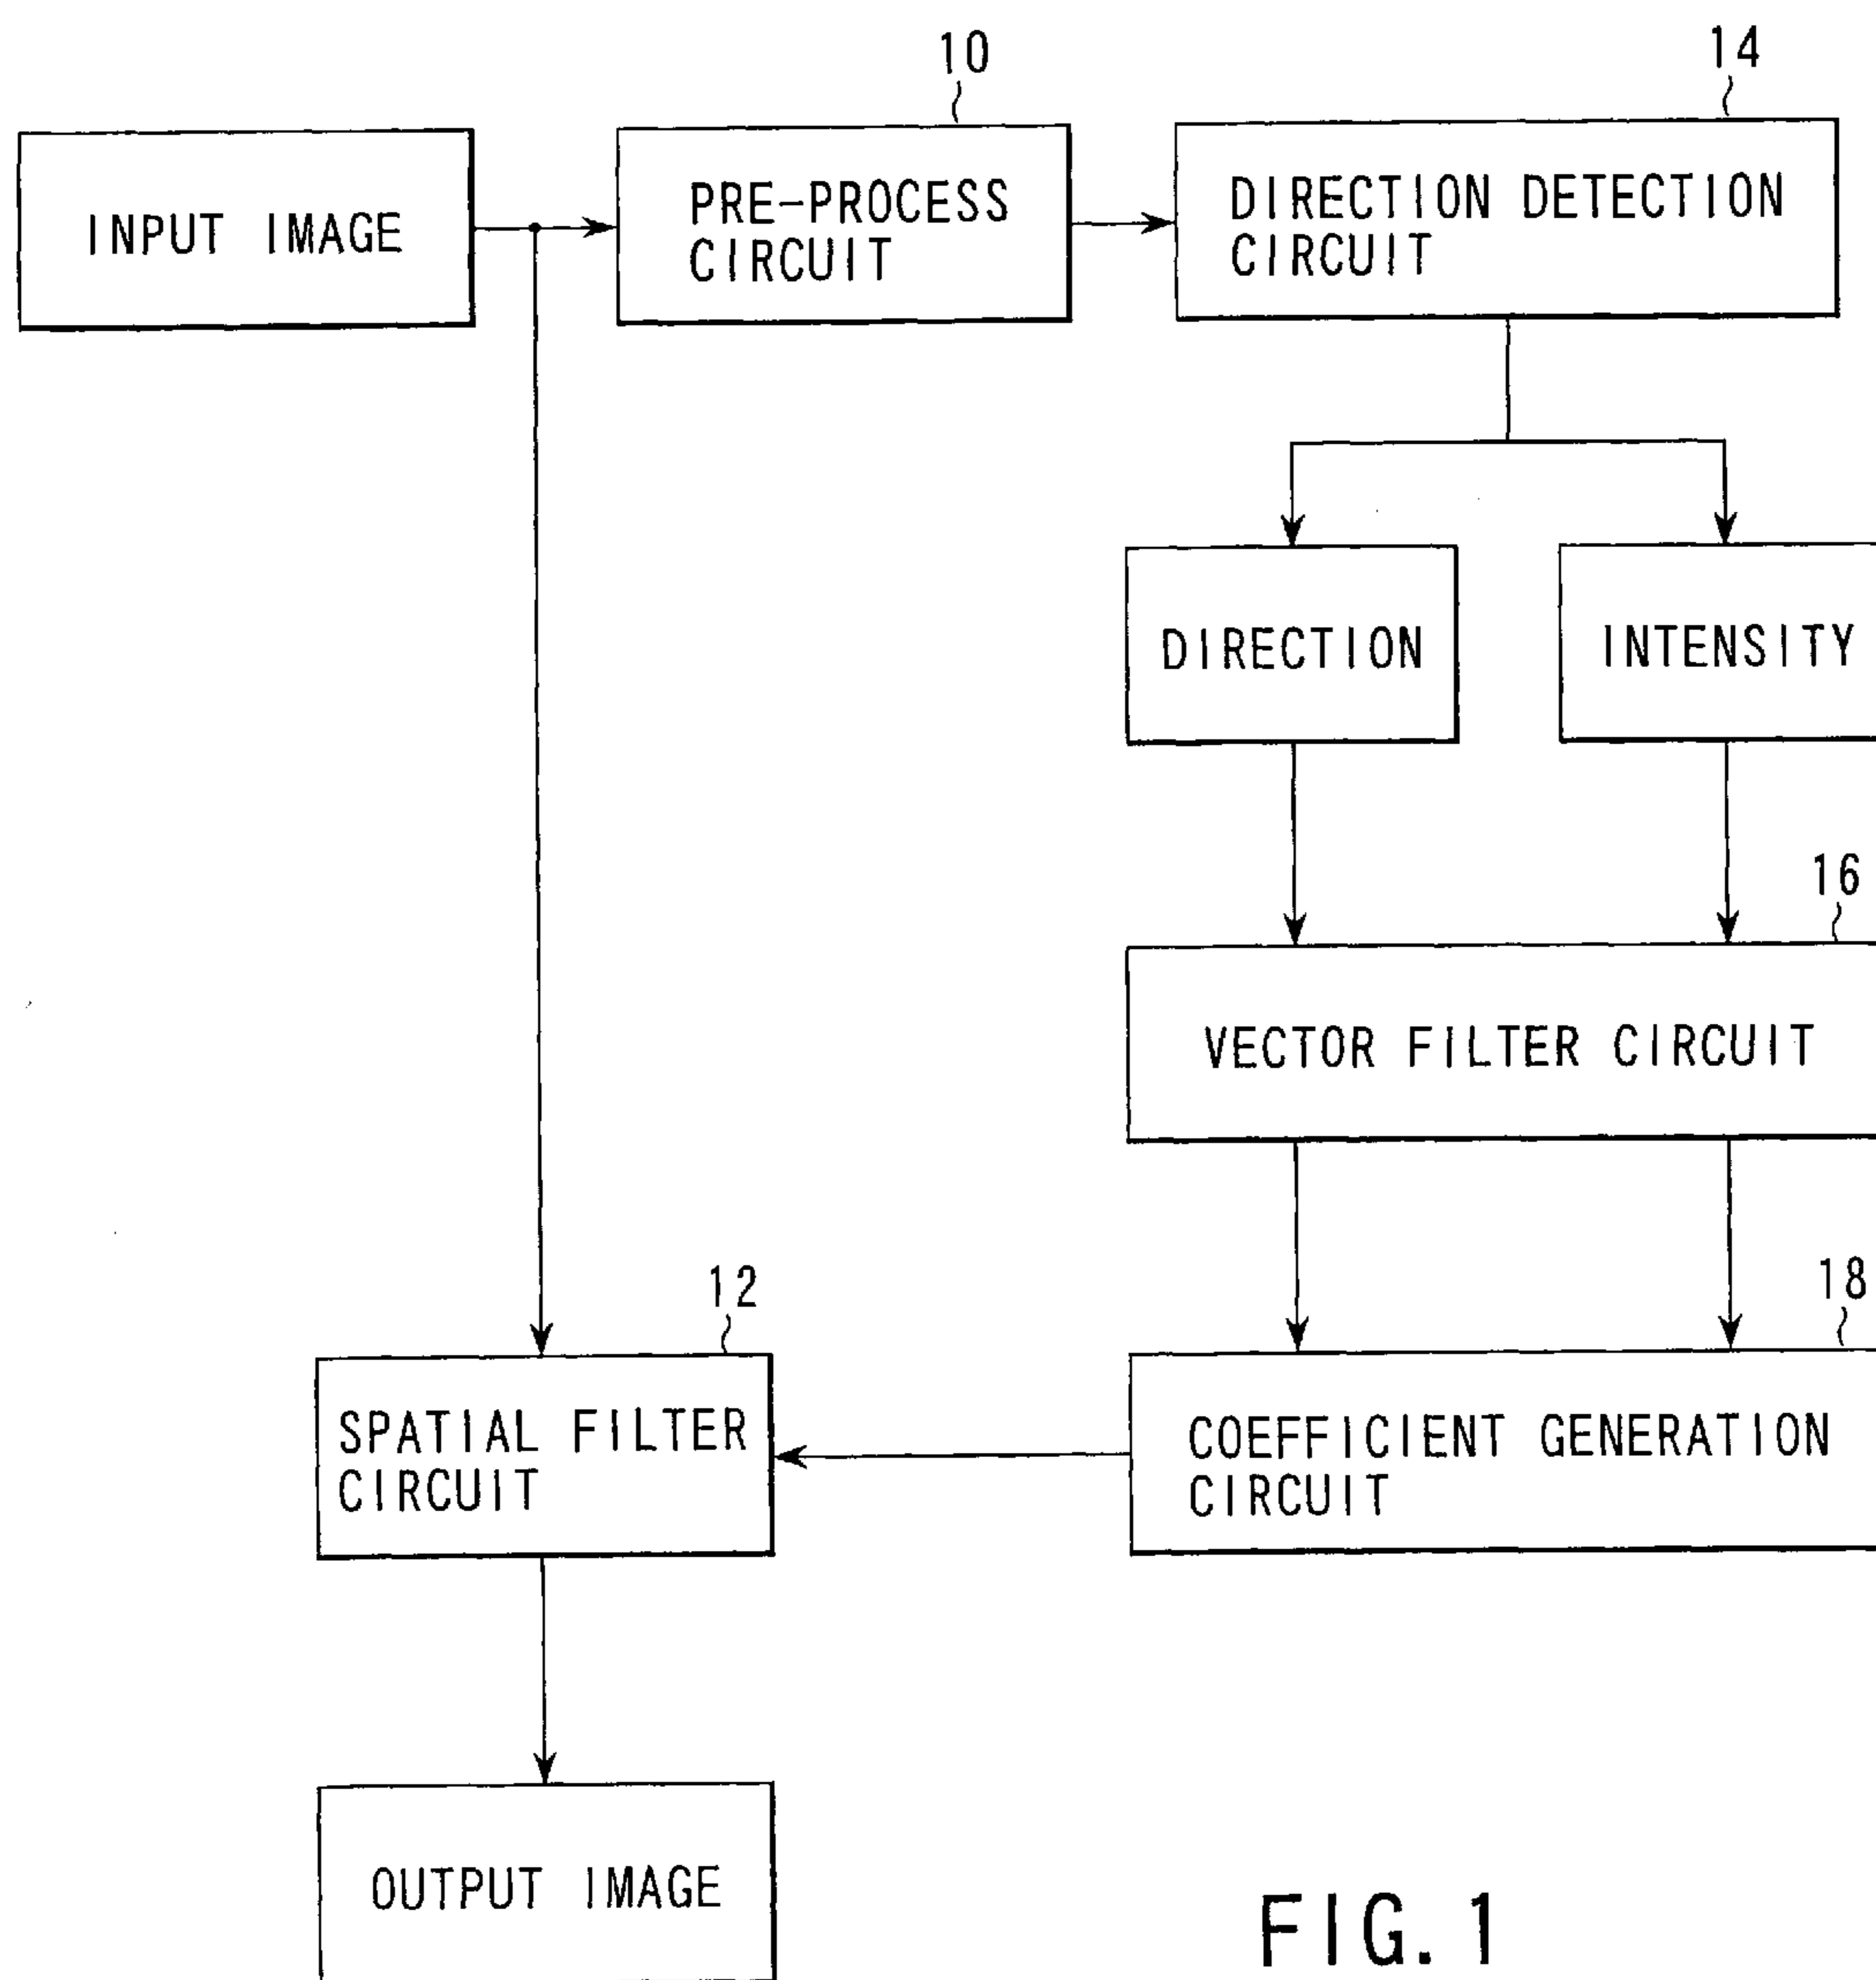 10
14
INPUT IMAGE
PRE-PROCESS
CIRCUIT
DIRECTION DETECTION
CIRCUIT
DIRECTION
INTENSITY
16
VECTOR FILTER CIRCUIT
12
18
SPATIAL FILTER
CIRCUIT
COEFFICIENT GENERATION
CIRCUIT
OUTPUT IMAGE
FIG. 1